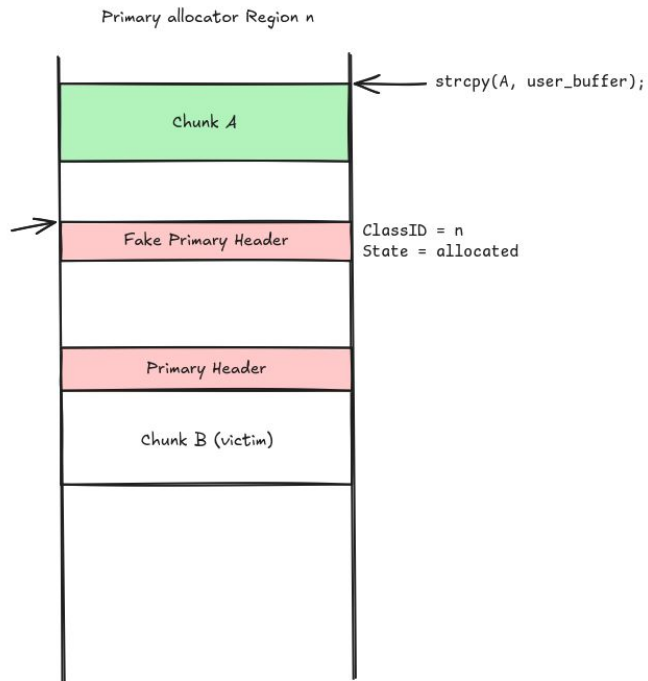 Primary allocator Region n
strcpy(A, user_buffer);
Chunk A
Fake Primary Header
ClassID = n
State = allocated
Primary Header
Chunk B (victim)